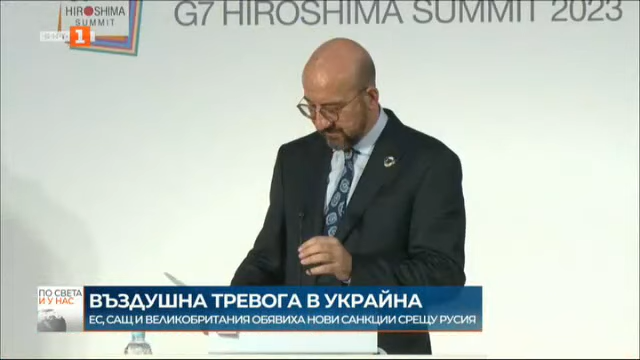 G7 HIROSHIMA SUMMIT 2023
HIROSHIMA
SUMMIT
1
ПО СВЕТА
И У НАС
ВЪЗДУШНА ТРЕВОГА В УКРАЙНА
ЕС, САЩ И ВЕЛИКОБРИТАНИЯ ОБЯВИХА НОВИ САНКЦИИ СРЕЩУ РУСИЯ